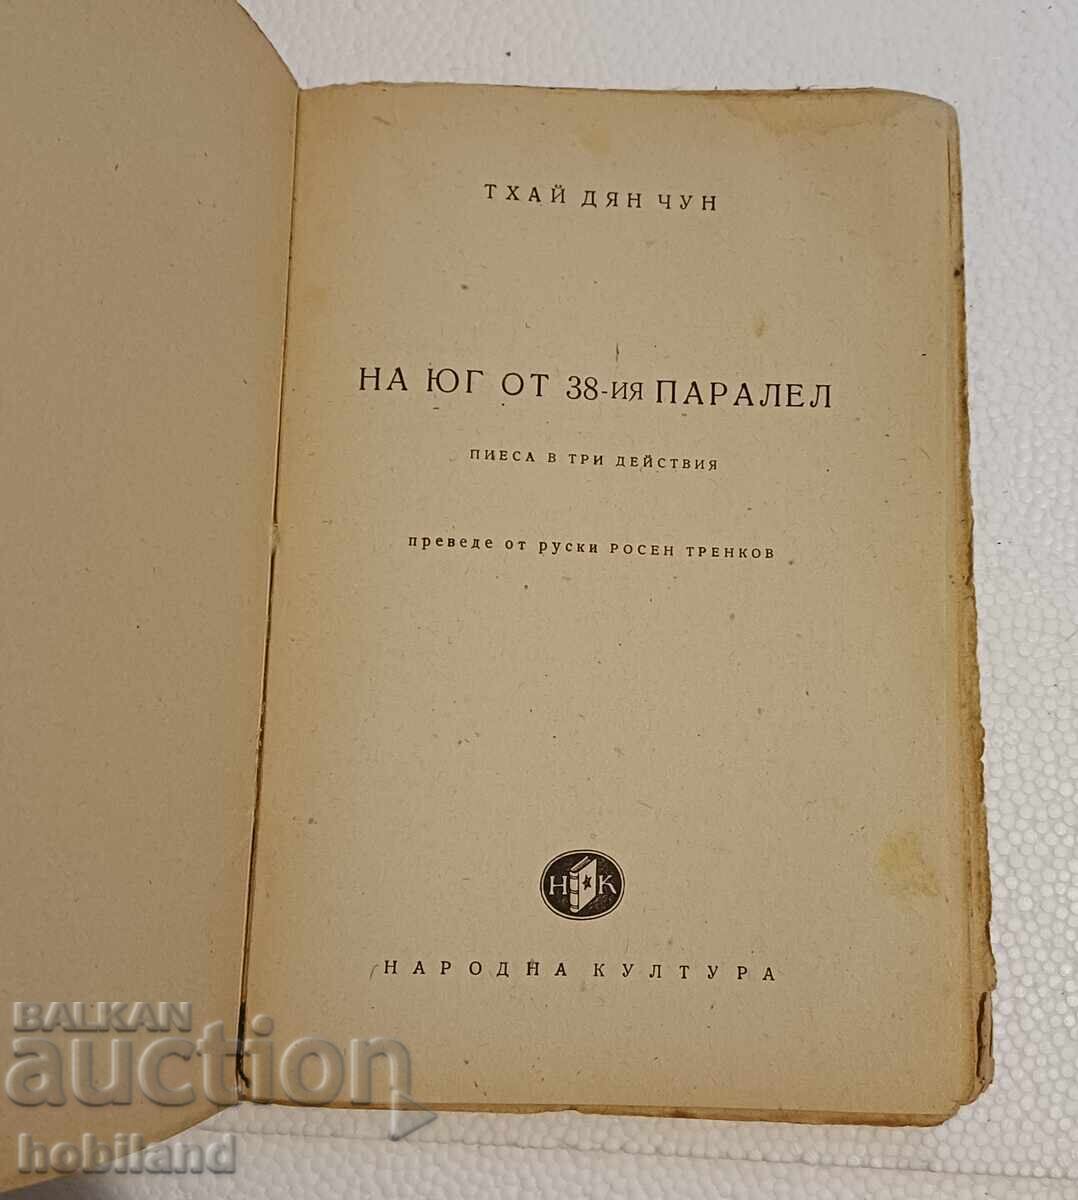 ТХАЙ ДЯН ЧУН
НА ЮГ ОТ 38-ИЯ ПАРАЛЕЛ
ПИЕСА В ТРИ ДЕЙСТВИЯ
преведе от руски РОСЕН ТРЕНКОВ
Н К
НАРОДНА КУЛТУРА
BALKAN
auction
hobiland